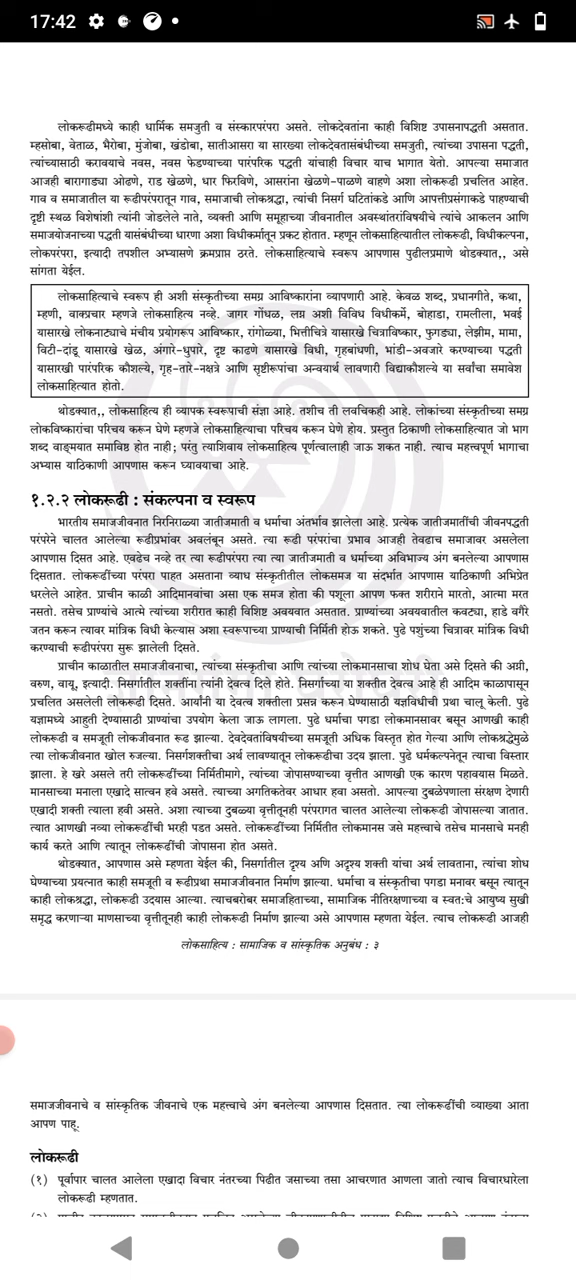 17:42
लोकरूढीमध्ये काही धार्मिक समजुती व संस्कारपरंपरा असते. लोकदेवतांना काही विशिष्ट उपासनापद्धती असतात.
म्हसोबा, वेताळ, भैरोबा, मुंजोबा, खंडोबा, सातीआसरा या सारख्या लोकदेवतासंबंधीच्या समजुती, त्यांच्या उपासना पद्धती,
त्यांच्यासाठी करावयाचे नवस, नवस फेडण्याच्या पारंपरिक पद्धती यांचाही विचार याच भागात येतो. आपल्या समाजात
आजही बारागाड्या ओढणे, राड खेळणे, धार फिरविणे, आसरांना खेळणे-पाळणे वाहणे अशा लोकरूढी प्रचलित आहेत.
गाव व समाजातील या रूढीपरंपरातून गाव, समाजाची लोकश्रद्धा, त्यांची निसर्ग घटितांकडे आणि आपत्तीप्रसंगाकडे पाहण्याची
दृष्टी स्थळ विशेषांशी त्यांनी जोडलेले नाते, व्यक्ती आणि समूहाच्या जीवनातील अवस्थांतरांविषयीचे त्यांचे आकलन आणि
समाजयोजनाच्या पद्धती यासंबंधीच्या धारणा अशा विधीकर्मातून प्रकट होतात. म्हणून लोकसाहित्यातील लोकरूढी, विधीकल्पना,
लोकपरंपरा, इत्यादी तपशील अभ्यासणे क्रमप्राप्त ठरते. लोकसाहित्याचे स्वरूप आपणास पुढीलप्रमाणे थोडक्यात,, असे
सांगता येईल.
लोकसाहित्याचे स्वरूप ही अशी संस्कृतीच्या समग्र आविष्कारांना व्यापणारी आहे. केवळ शब्द, प्रधानगीते, कथा,
म्हणी, वाक्प्रचार म्हणजे लोकसाहित्य नव्हे. जागर गोंधळ, लग्न अशी विविध विधीकर्मे, बोहाडा, रामलीला, भवई
यासारखे लोकनाट्याचे मंचीय प्रयोगरूप आविष्कार, रांगोळ्या, भित्तीचित्रे यासारखे चित्राविष्कार, फुगड्या, लेझीम, मामा,
विटी-दांडू यासारखे खेळ, अंगारे-धुपारे, दृष्ट काढणे यासारखे विधी, गृहबांधणी, भांडी-अवजारे करण्याच्या पद्धती
यासारखी पारंपरिक कौशल्ये, गृह-तारे-नक्षत्रे आणि सृष्टीरूपांचा अन्वयार्थ लावणारी विद्याकौशल्ये या सर्वांचा समावेश
लोकसाहित्यात होतो.
थोडक्यात,, लोकसाहित्य ही व्यापक स्वरूपाची संज्ञा आहे. तशीच ती लवचिकही आहे. लोकांच्या संस्कृतीच्या समग्र
लोकविष्कारांचा परिचय करून घेणे म्हणजे लोकसाहित्याचा परिचय करून घेणे होय. प्रस्तुत ठिकाणी लोकसाहित्यात जो भाग
शब्द वाङ्मयात समाविष्ट होत नाही; परंतु त्याशिवाय लोकसाहित्य पूर्णत्वालाही जाऊ शकत नाही. त्याच महत्त्वपूर्ण भागाचा
अभ्यास याठिकाणी आपणास करून घ्यावयाचा आहे.
१.२.२ लोकरूढी : संकल्पना व स्वरूप
भारतीय समाजजीवनात निरनिराळ्या जातीजमाती व धर्माचा अंतर्भाव झालेला आहे. प्रत्येक जातीजमातींची जीवनपद्धती
परंपरेने चालत आलेल्या रूढीप्रभांवर अवलंबून असते. त्या रूढी परंपरांचा प्रभाव आजही तेवढाच समाजावर असलेला
आपणास दिसत आहे. एवढेच नव्हे तर त्या रूढीपरंपरा त्या त्या जातीजमाती व धर्माच्या अविभाज्य अंग बनलेल्या आपणास
दिसतात. लोकरूढींच्या परंपरा पाहत असताना व्याध संस्कृतीतील लोकसमज या संदर्भात आपणास याठिकाणी अभिप्रेत
धरलेले आहेत. प्राचीन काळी आदिमानवांचा असा एक समज होता की पशूला आपण फक्त शरीराने मारतो, आत्मा मरत
नसतो. तसेच प्राण्यांचे आत्मे त्यांच्या शरीरात काही विशिष्ट अवयवात असतात. प्राण्यांच्या अवयवातील कवट्या, हाडे वगैरे
जतन करून त्यावर मांत्रिक विधी केल्यास अशा स्वरूपाच्या प्राण्याची निर्मिती होऊ शकते. पुढे पशुंच्या चित्रावर मांत्रिक विधी
करण्याची रूढीपरंपरा सुरू झालेली दिसते.
प्राचीन काळातील समाजजीवनाचा, त्यांच्या संस्कृतीचा आणि त्यांच्या लोकमानसाचा शोध घेता असे दिसते की अग्नी,
वरुण, वायू, इत्यादी. निसर्गातील शक्तींना त्यांनी देवत्व दिले होते. निसर्गाच्या या शक्तीत देवत्व आहे ही आदिम काळापासून
प्रचलित असलेली लोकरूढी दिसते. आर्यांनी या देवत्व शक्तीला प्रसन्न करून घेण्यासाठी यज्ञविधीची प्रथा चालू केली. पुढे
यज्ञामध्ये आहुती देण्यासाठी प्राण्यांचा उपयोग केला जाऊ लागला. पुढे धर्माचा पगडा लोकमानसावर बसून आणखी काही
लोकरूढी व समजूती लोकजीवनात रूढ झाल्या. देवदेवतांविषयीच्या समजूती अधिक विस्तृत होत गेल्या आणि लोकश्रद्धेमुळे
त्या लोकजीवनात खोल रुजल्या. निसर्गशक्तीचा अर्थ लावण्यातून लोकरूढीचा उदय झाला. पुढे धर्मकल्पनेतून त्याचा विस्तार
झाला. हे खरे असले तरी लोकरूढींच्या निर्मितीमागे, त्यांच्या जोपासण्याच्या वृत्तीत आणखी एक कारण पहावयास मिळते.
मानसाच्या मनाला एखादे सात्वन हवे असते. त्याच्या अगतिकतेवर आधार हवा असतो. आपल्या दुबळेपणाला संरक्षण देणारी
एखादी शक्ती त्याला हवी असते. अशा त्याच्या दुबळ्या वृत्तीतूनही परंपरागत चालत आलेल्या लोकरूढी जोपासल्या जातात.
त्यात आणखी नव्या लोकरूढींची भरही पडत असते. लोकरूढींच्या निर्मितीत लोकमानस जसे महत्त्वाचे तसेच मानसाचे मनही
कार्य करते आणि त्यातून लोकरूढींची जोपासना होत असते.
थोडक्यात, आपणास असे म्हणता येईल की, निसर्गातील दृश्य अणि अदृश्य शक्ती यांचा अर्थ लावताना, त्यांचा शोध
घेण्याच्या प्रयत्नात काही समजूती व रूढीप्रथा समाजजीवनात निर्माण झाल्या. धर्माचा व संस्कृतीचा पगडा मनावर बसून त्यातून
काही लोकश्रद्धा, लोकरूढी उदयास आल्या. त्याचबरोबर समाजहिताच्या, सामाजिक नीतिरक्षणाच्या व स्वत:चे आयुष्य सुखी
समृद्ध करणाऱ्या माणसाच्या वृत्तीतूनही काही लोकरूढी निर्माण झाल्या असे आपणास म्हणता येईल. त्याच लोकरूढी आजही
लोकसाहित्य : सामाजिक व सांस्कृतिक अनुबंध : ३
समाजजीवनाचे व सांस्कृतिक जीवनाचे एक महत्त्वाचे अंग बनलेल्या आपणास दिसतात. त्या लोकरूढींची व्याख्या आता
आपण पाहू.
लोकरूढी
(१) पूर्वापार चालत आलेला एखादा विचार नंतरच्या पिढीत जसाच्या तसा आचरणात आणला जातो त्याच विचारधारेला
लोकरूढी म्हणतात.